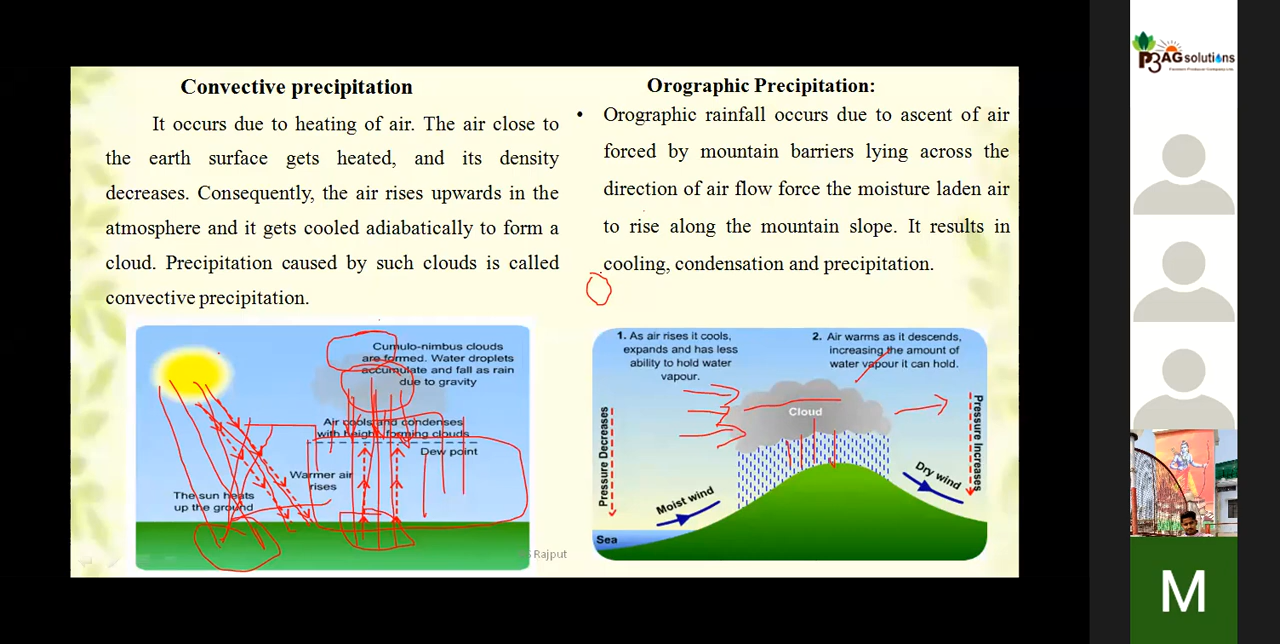 Convective precipitation
It occurs due to heating of air. The air close to
the earth surface gets heated, and its density
decreases. Consequently, the air rises upwards in the
atmosphere and it gets cooled adiabatically to form a
cloud. Precipitation caused by such clouds is called
convective precipitation.
Cumulo-nimbus clouds
are formed. Water droplets
accumulate and fall as rain
due to gravity
Air cools and condenses
with height forming clouds
Dew point
Warmer air
rises
The sun heats
up the ground
Rajput
Orographic Precipitation:
• Orographic rainfall occurs due to ascent of air
forced by mountain barriers lying across the
direction of air flow force the moisture laden air
to rise along the mountain slope. It results in
cooling, condensation and precipitation.
1. As air rises it cools,
expands and has less
ability to hold water
vapour.
2. Air warms as it descends,
increasing the amount of
water vapour it can hold.
Cloud
Pressure Decreases
Pressure Increases
Moist wind
Dry wind
Sea
P3AGsolutions
M